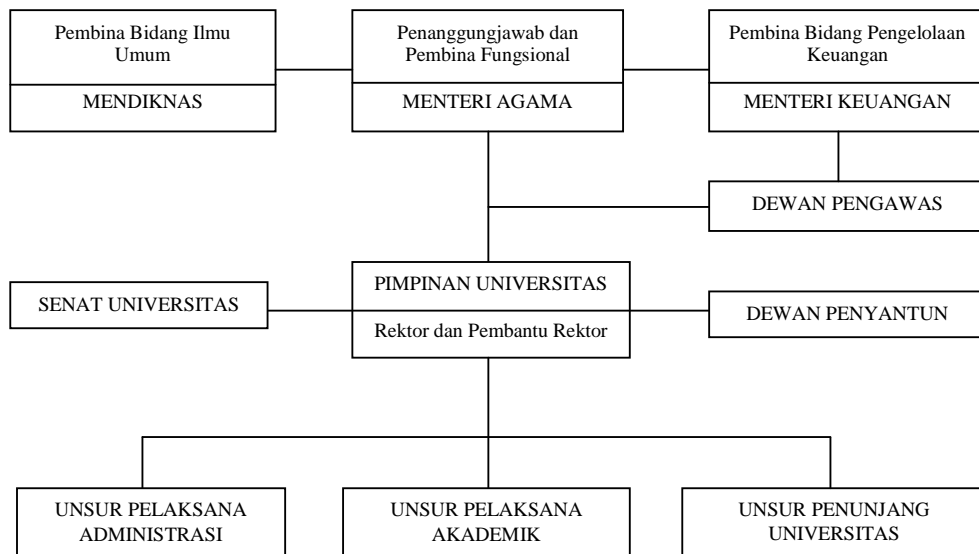 Pembina Bidang Ilmu
Umum
MENDIKNAS
Penanggungjawab dan
Pembina Fungsional
MENTERI AGAMA
Pembina Bidang Pengelolaan
Keuangan
MENTERI KEUANGAN
DEWAN PENGAWAS
SENAT UNIVERSITAS
PIMPINAN UNIVERSITAS
Rektor dan Pembantu Rektor
DEWAN PENYANTUN
UNSUR PELAKSANA
ADMINISTRASI
UNSUR PELAKSANA
AKADEMIK
UNSUR PENUNJANG
UNIVERSITAS